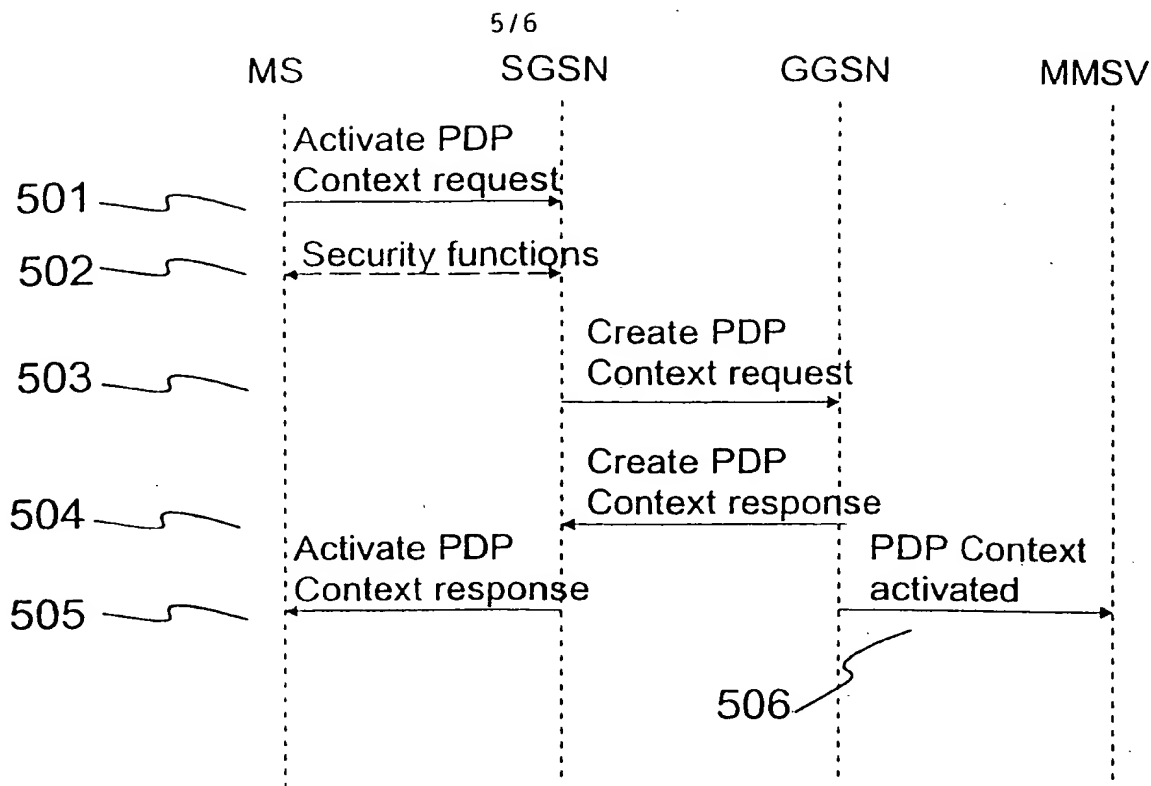 5/6
MS SGSN GGSN MMSV
Activate PDP
Context request
501
Security functions
502
Create PDP
Context request
503
Create PDP
Context response
504
Activate PDP
Context response
505
PDP Context
activated
506